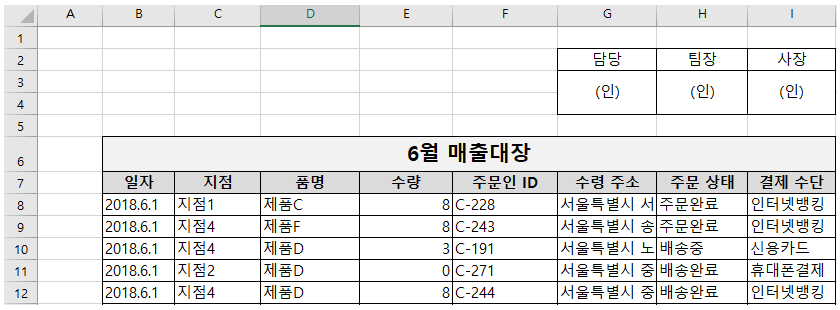 A B C D E F G H I
1
2 담당 팀장 사장
3 (인) (인) (인)
4
5
6 6월 매출대장
7 일자 지점 품명 수량 주문인 ID 수령 주소 주문 상태 결제 수단
8 2018.6.1 지점1 제품C 8 C-228 서울특별시 서 주문완료 인터넷뱅킹
9 2018.6.1 지점4 제품F 8 C-243 서울특별시 송 주문완료 인터넷뱅킹
10 2018.6.1 지점4 제품D 3 C-191 서울특별시 노 배송중 신용카드
11 2018.6.1 지점2 제품D 0 C-271 서울특별시 중 배송완료 휴대폰결제
12 2018.6.1 지점4 제품D 8 C-244 서울특별시 중 배송완료 인터넷뱅킹